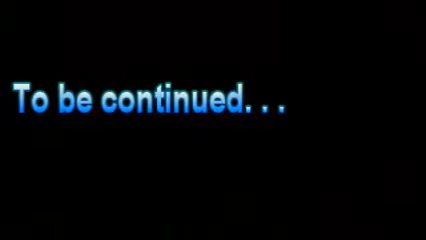 To be continued. . .